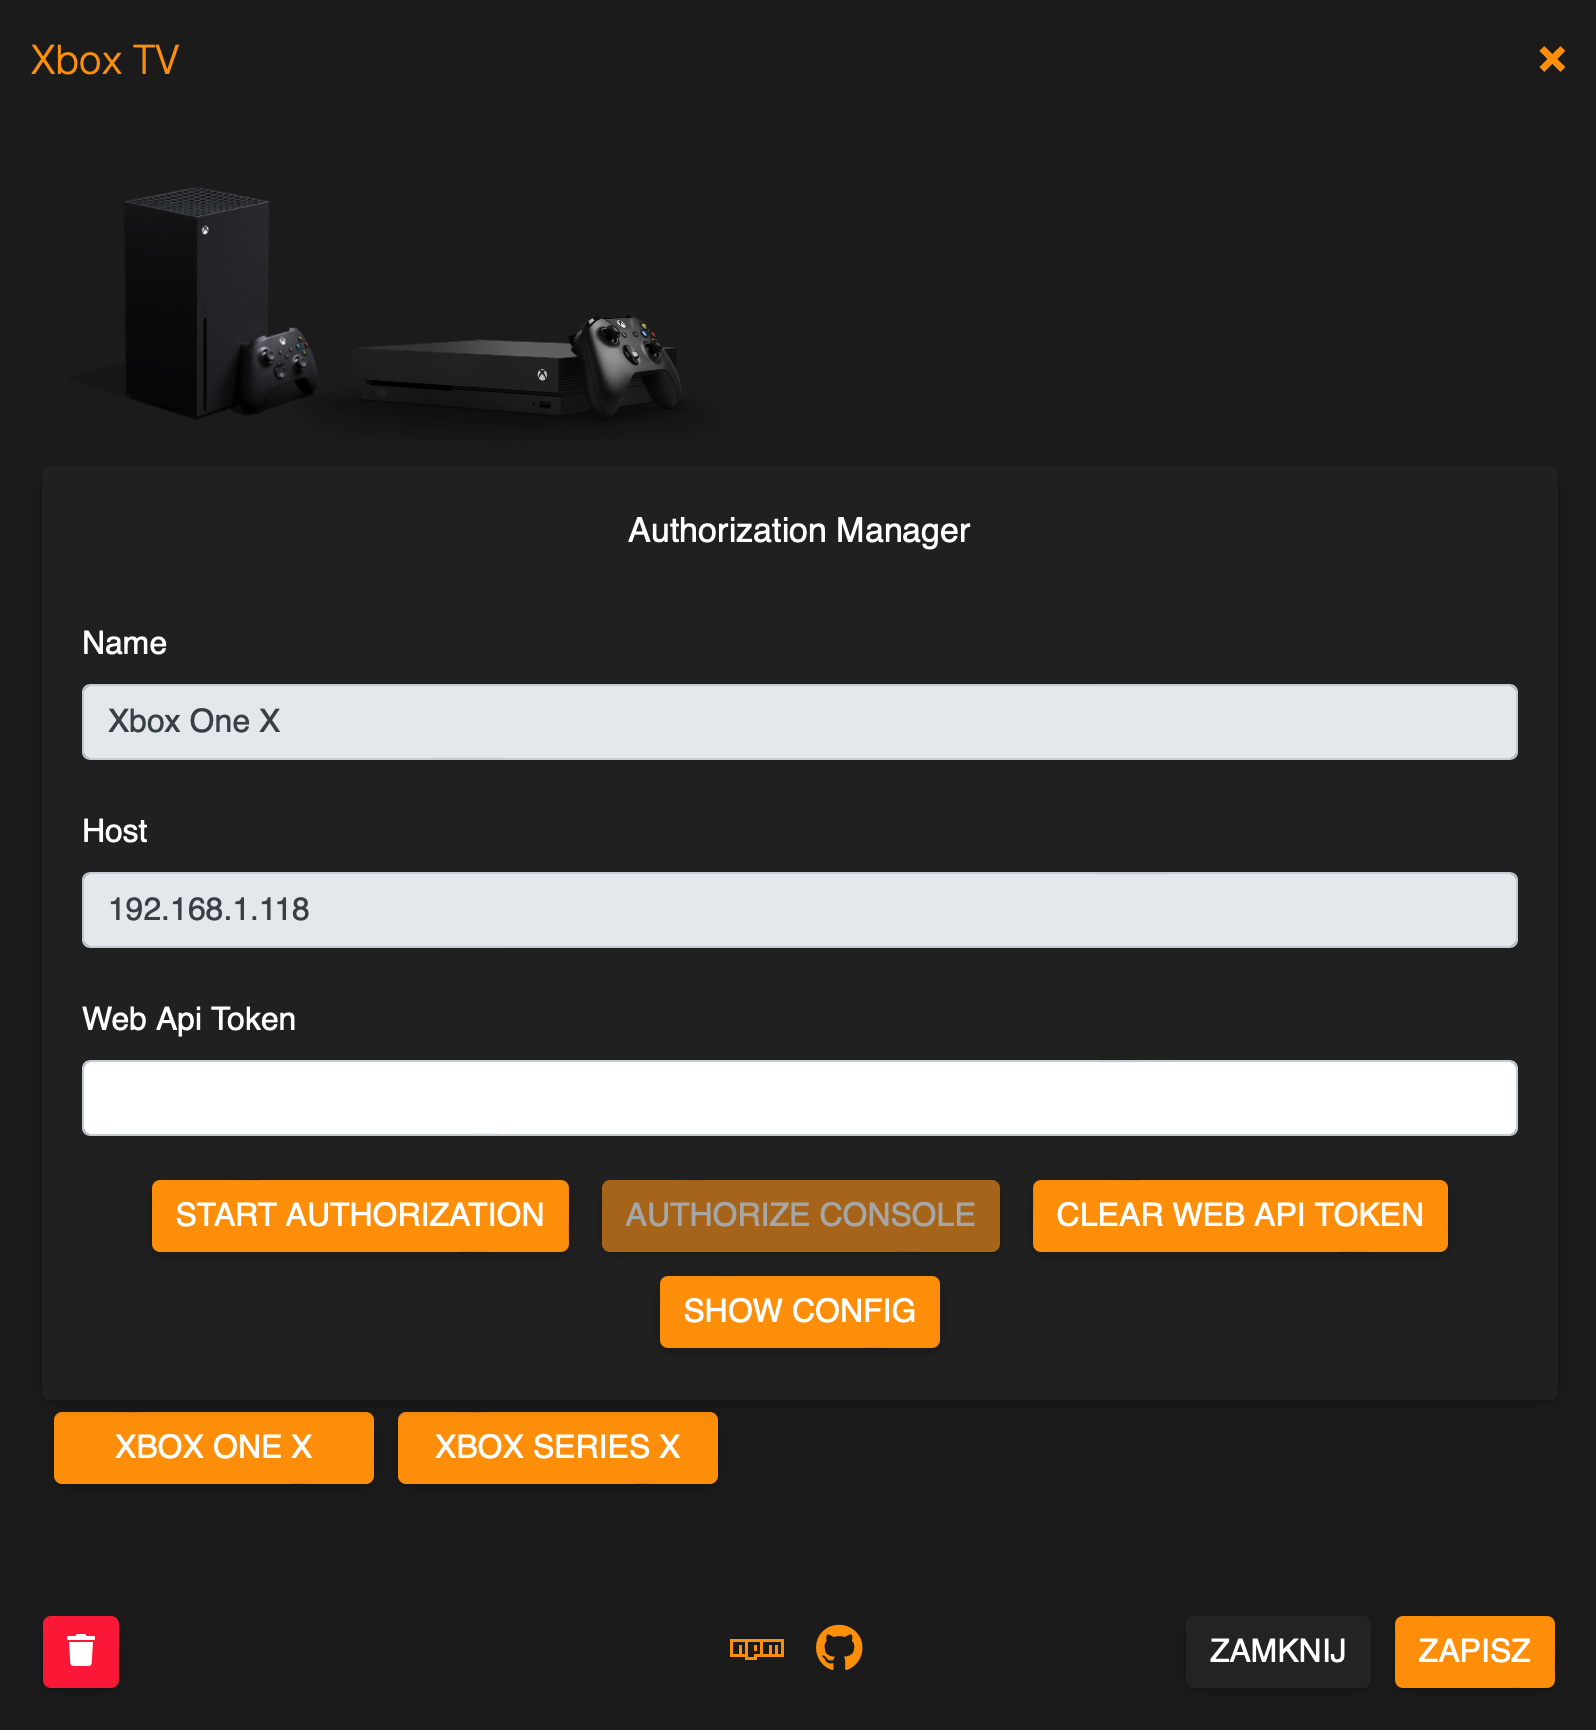 Xbox TV
Authorization Manager
Name
Xbox One X
Host
192.168.1.118
Web Api Token
START AUTHORIZATION
AUTHORIZE CONSOLE
CLEAR WEB API TOKEN
SHOW CONFIG
XBOX ONE X
XBOX SERIES X
npm
ZAMKNIJ
ZAPISZ